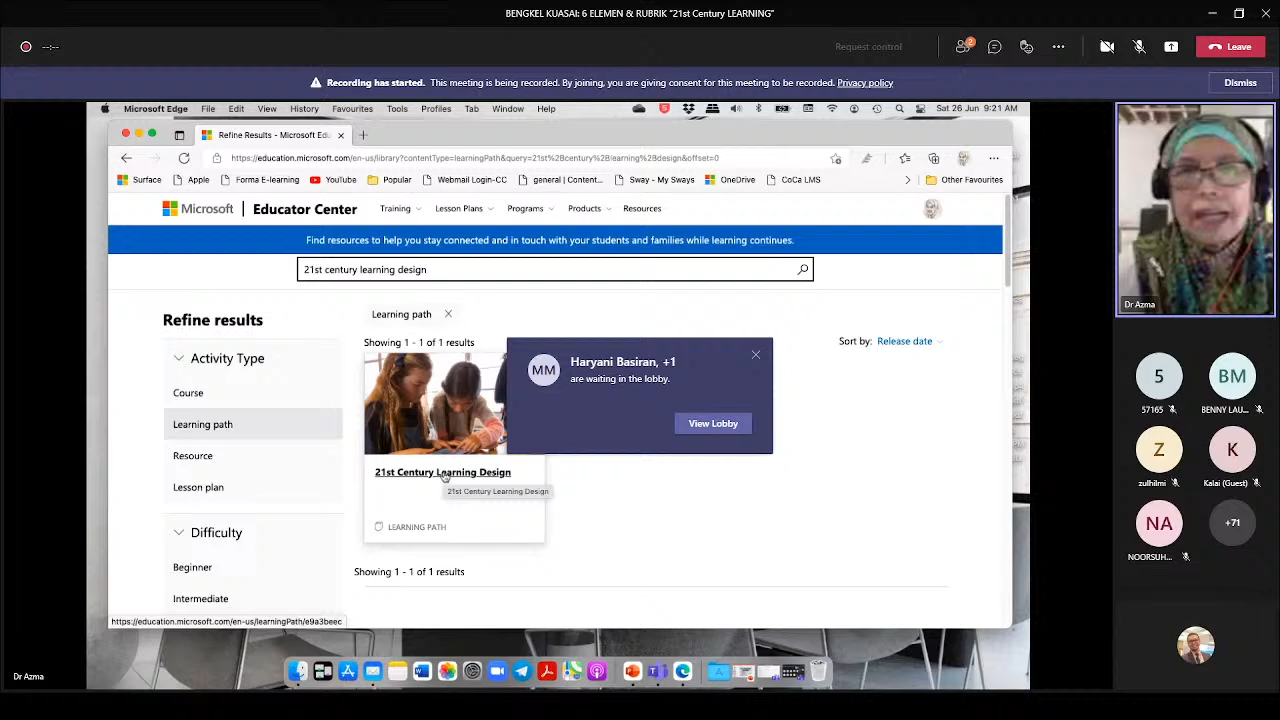 BENGKEL KUASAI: 6 ELEMEN & RUBRIK "21st Century LEARNING"
--:--
Request control
2
Leave
Recording has started. This meeting is being recorded. By joining, you are giving consent for this meeting to be recorded. Privacy policy
Dismiss
Microsoft Edge File Edit View History Favourites Tools Profiles Tab Window Help
Sat 26 Jun 9:21 AM
Refine Results - Microsoft Edu
https://education.microsoft.com/en-us/library?contentType=learningPath&query=21st%2Bcentury%2Blearning%2Bdesign&offset=0
Surface Apple Forma E-learning YouTube Popular Webmail Login-CC general | Content... Sway - My Sways OneDrive CoCa LMS Other Favourites
Microsoft | Educator Center Training Lesson Plans Programs Products Resources
Find resources to help you stay connected and in touch with your students and families while learning continues.
21st century learning design
Refine results
Activity Type
Course
Learning path
Resource
Lesson plan
Difficulty
Beginner
Intermediate
Learning path
Showing 1 - 1 of 1 results
Sort by: Release date
MM
Haryani Basiran, +1
are waiting in the lobby.
View Lobby
21st Century Learning Design
21st Century Learning Design
LEARNING PATH
Showing 1 - 1 of 1 results
https://education.microsoft.com/en-us/learningPath/e9a3beec
Dr Azma
Dr Azma
5
57165
BM
BENNY LAU...
Z
zulhilmi
K
Kalai (Guest)
NA
NOORSUH...
+71